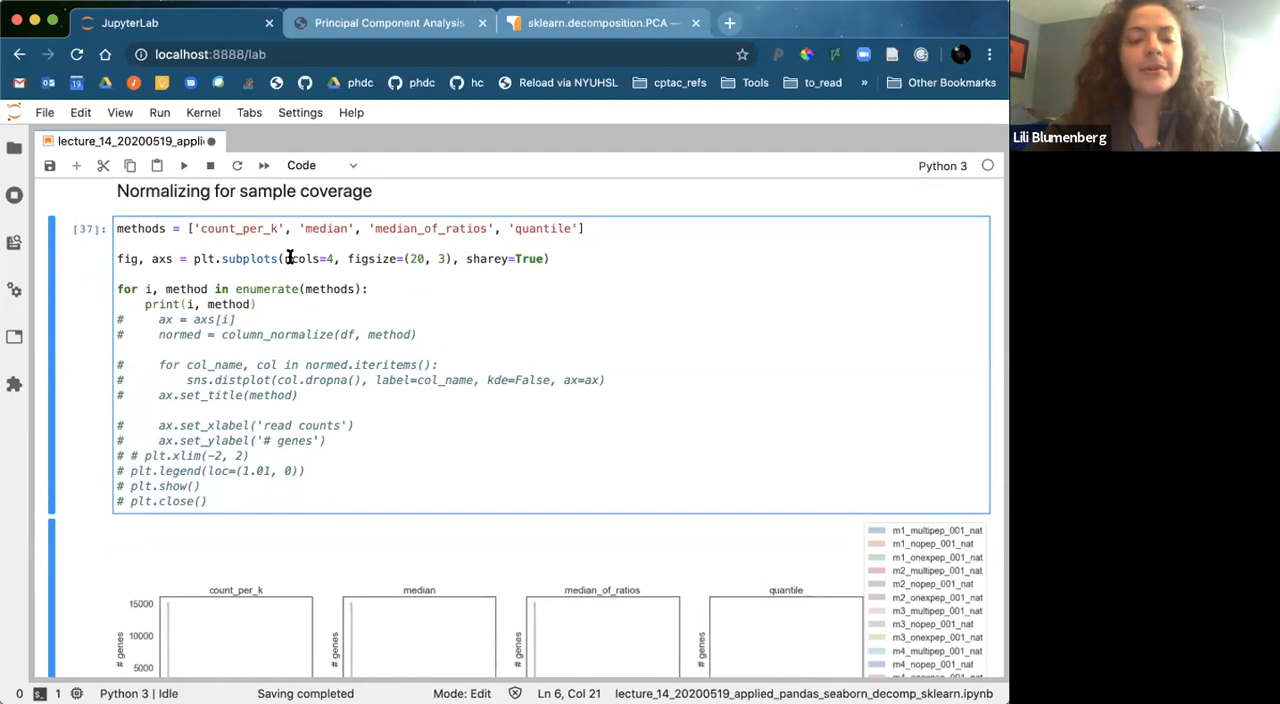 JupyterLab
Principal Component Analysis
sklearn.decomposition.PCA —
localhost:8888/lab
phdc
phdc
hc
Reload via NYUHSL
cptac_refs
Tools
to_read
»
Other Bookmarks
Lili Blumenberg
File Edit View Run Kernel Tabs Settings Help
lecture_14_20200519_appli
Code
Python 3
Normalizing for sample coverage
[37]:
methods = ['count_per_k', 'median', 'median_of_ratios', 'quantile']
fig, axs = plt.subplots(ncols=4, figsize=(20, 3), sharey=True)
for i, method in enumerate(methods):
    print(i, method)
#     ax = axs[i]
#     normed = column_normalize(df, method)
#     for col_name, col in normed.iteritems():
#         sns.distplot(col.dropna(), label=col_name, kde=False, ax=ax)
#     ax.set_title(method)
#     ax.set_xlabel('read counts')
#     ax.set_ylabel('# genes')
# # plt.xlim(-2, 2)
# plt.legend(loc=(1.01, 0))
# plt.show()
# plt.close()
m1_multipep_001_nat
m1_nopep_001_nat
m1_onexpep_001_nat
m2_multipep_001_nat
m2_nopep_001_nat
m2_onexpep_001_nat
m3_multipep_001_nat
m3_nopep_001_nat
m3_onexpep_001_nat
m4_multipep_001_nat
m4_nopep_001_nat
count_per_k median median_of_ratios quantile
15000
10000
5000
# genes
# genes
# genes
# genes
0 1 Python 3 | Idle Saving completed Mode: Edit Ln 6, Col 21 lecture_14_20200519_applied_pandas_seaborn_decomp_sklearn.ipynb